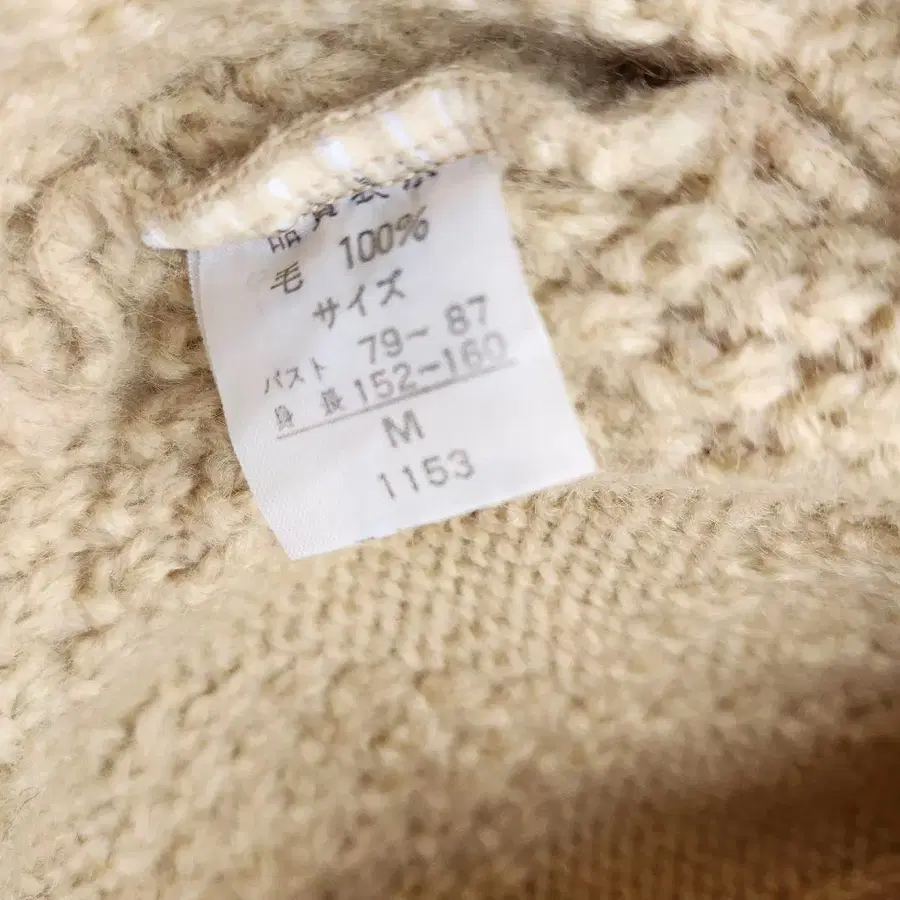 品質表示
毛 100%
サイズ
バスト 79~ 87
身 長 152~160
M
1153